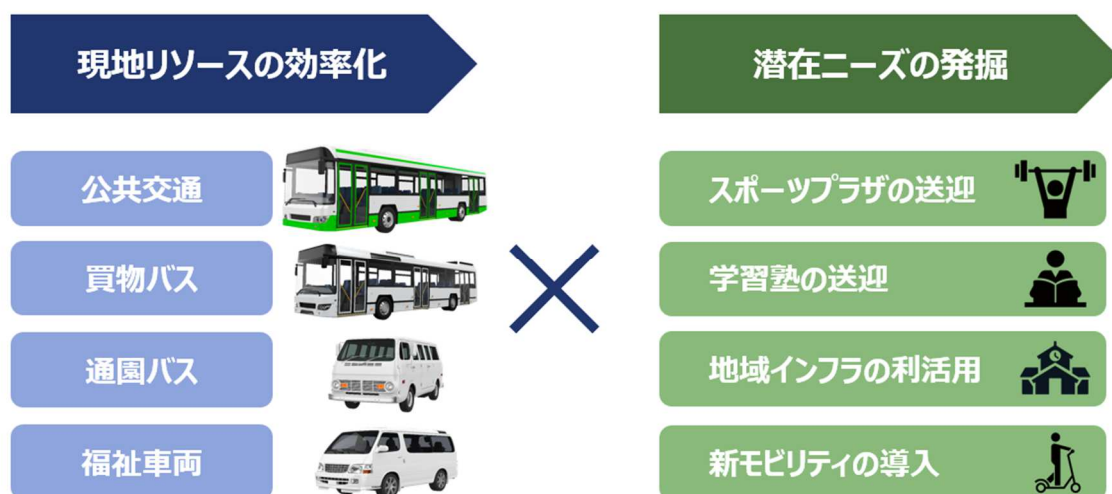 現地リソースの効率化
公共交通
買物バス
通園バス
福祉車両
潜在ニーズの発掘
スポーツプラザの送迎
学習塾の送迎
地域インフラの利活用
新モビリティの導入